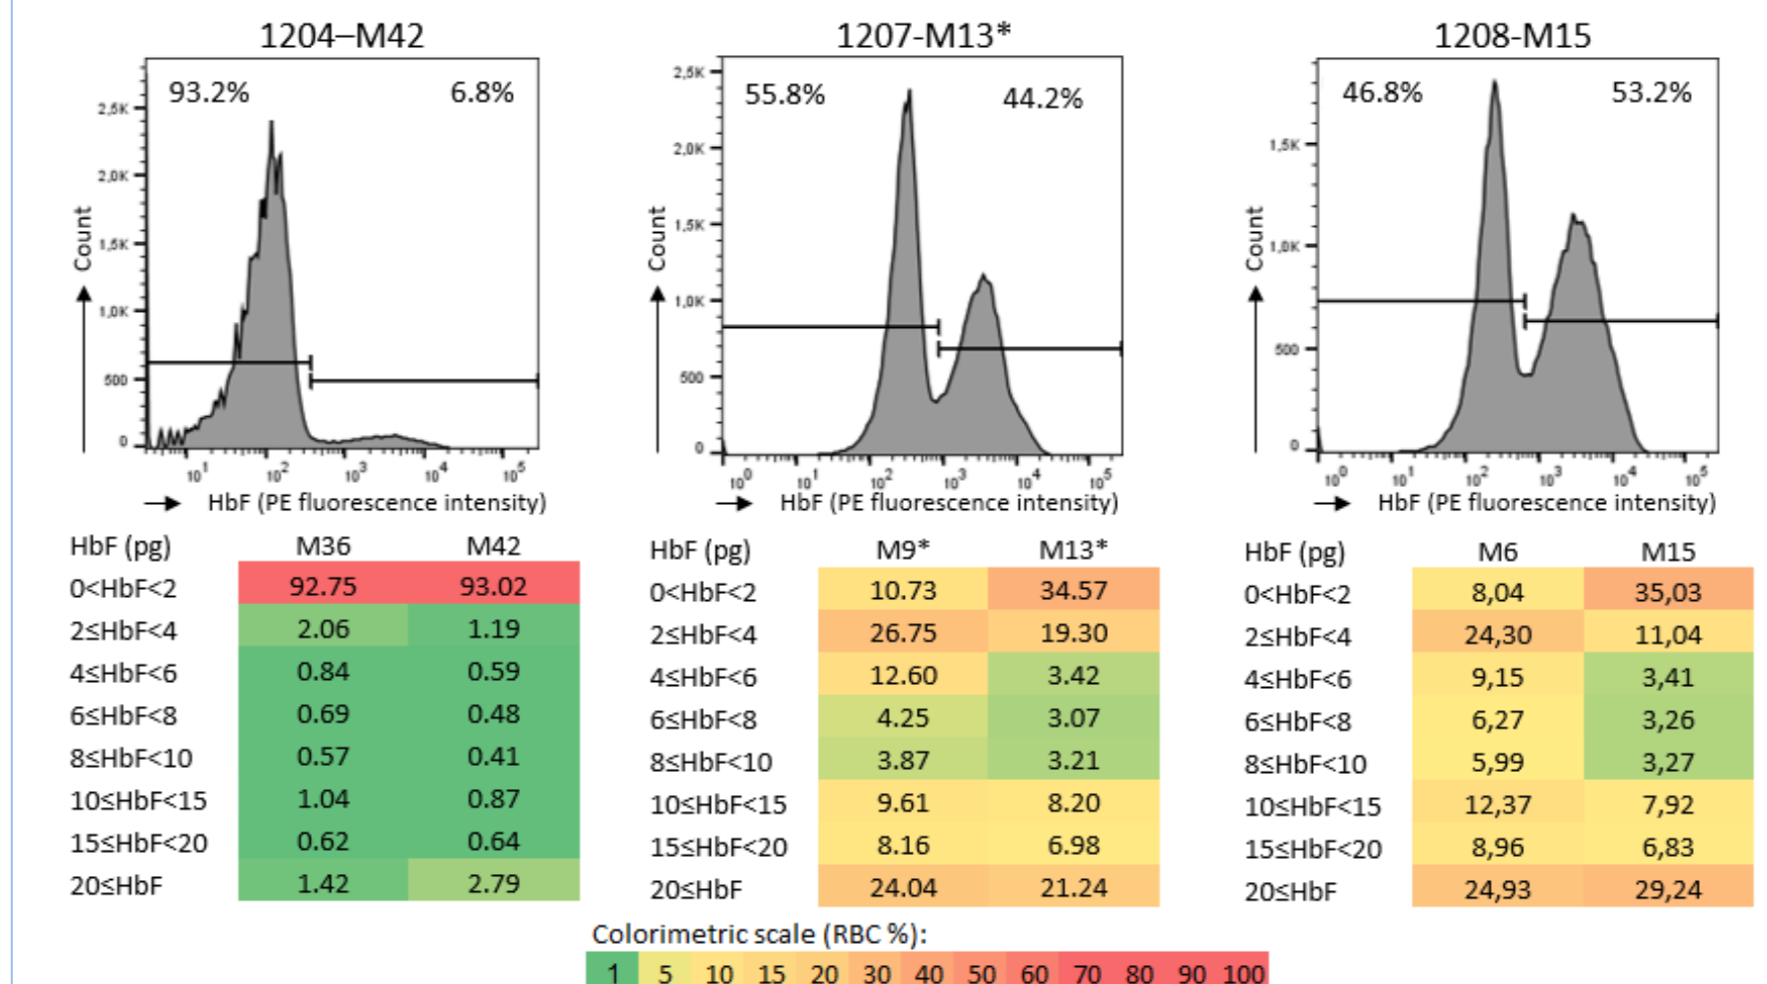 1204–M42
93.2% 6.8%
2,5K
2,0K
1,5K
1,0K
500
0
Count
10¹ 10² 10³ 10⁴ 10⁵
HbF (PE fluorescence intensity)
HbF (pg) M36 M42
0<HbF<2 92.75 93.02
2≤HbF<4 2.06 1.19
4≤HbF<6 0.84 0.59
6≤HbF<8 0.69 0.48
8≤HbF<10 0.57 0.41
10≤HbF<15 1.04 0.87
15≤HbF<20 0.62 0.64
20≤HbF 1.42 2.79
1207-M13*
55.8% 44.2%
2,5K
2,0K
1,5K
1,0K
500
0
Count
10⁰ 10¹ 10² 10³ 10⁴ 10⁵
HbF (PE fluorescence intensity)
HbF (pg) M9* M13*
0<HbF<2 10.73 34.57
2≤HbF<4 26.75 19.30
4≤HbF<6 12.60 3.42
6≤HbF<8 4.25 3.07
8≤HbF<10 3.87 3.21
10≤HbF<15 9.61 8.20
15≤HbF<20 8.16 6.98
20≤HbF 24.04 21.24
1208-M15
46.8% 53.2%
1,5K
1,0K
500
0
Count
10⁰ 10¹ 10² 10³ 10⁴ 10⁵
HbF (PE fluorescence intensity)
HbF (pg) M6 M15
0<HbF<2 8,04 35,03
2≤HbF<4 24,30 11,04
4≤HbF<6 9,15 3,41
6≤HbF<8 6,27 3,26
8≤HbF<10 5,99 3,27
10≤HbF<15 12,37 7,92
15≤HbF<20 8,96 6,83
20≤HbF 24,93 29,24
Colorimetric scale (RBC %):
1 5 10 15 20 30 40 50 60 70 80 90 100